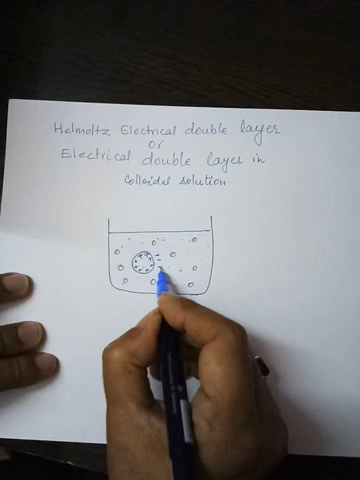 Helmoltz Electrical double layer
or
Electrical double layer in
Colloidal solution